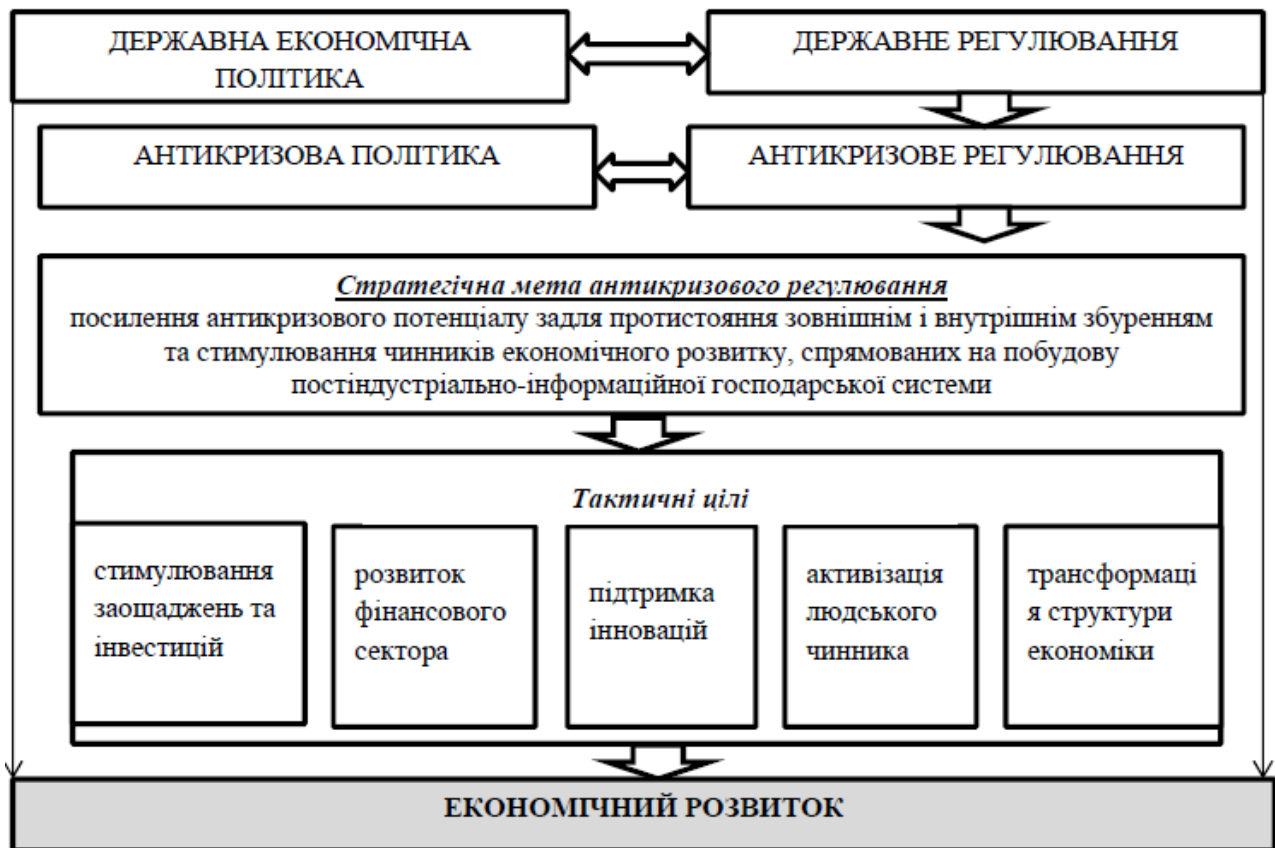 ДЕРЖАВНА ЕКОНОМІЧНА
ПОЛІТИКА
ДЕРЖАВНЕ РЕГУЛЮВАННЯ
АНТИКРИЗОВА ПОЛІТИКА
АНТИКРИЗОВЕ РЕГУЛЮВАННЯ
Стратегічна мета антикризового регулювання
посилення антикризового потенціалу задля протистояння зовнішнім і внутрішнім збуренням
та стимулювання чинників економічного розвитку, спрямованих на побудову
постіндустріально-інформаційної господарської системи
Тактичні цілі
стимулювання
заощаджень та
інвестицій
розвиток
фінансового
сектора
підтримка
інновацій
активізація
людського
чинника
трансформаці
я структури
економіки
ЕКОНОМІЧНИЙ РОЗВИТОК